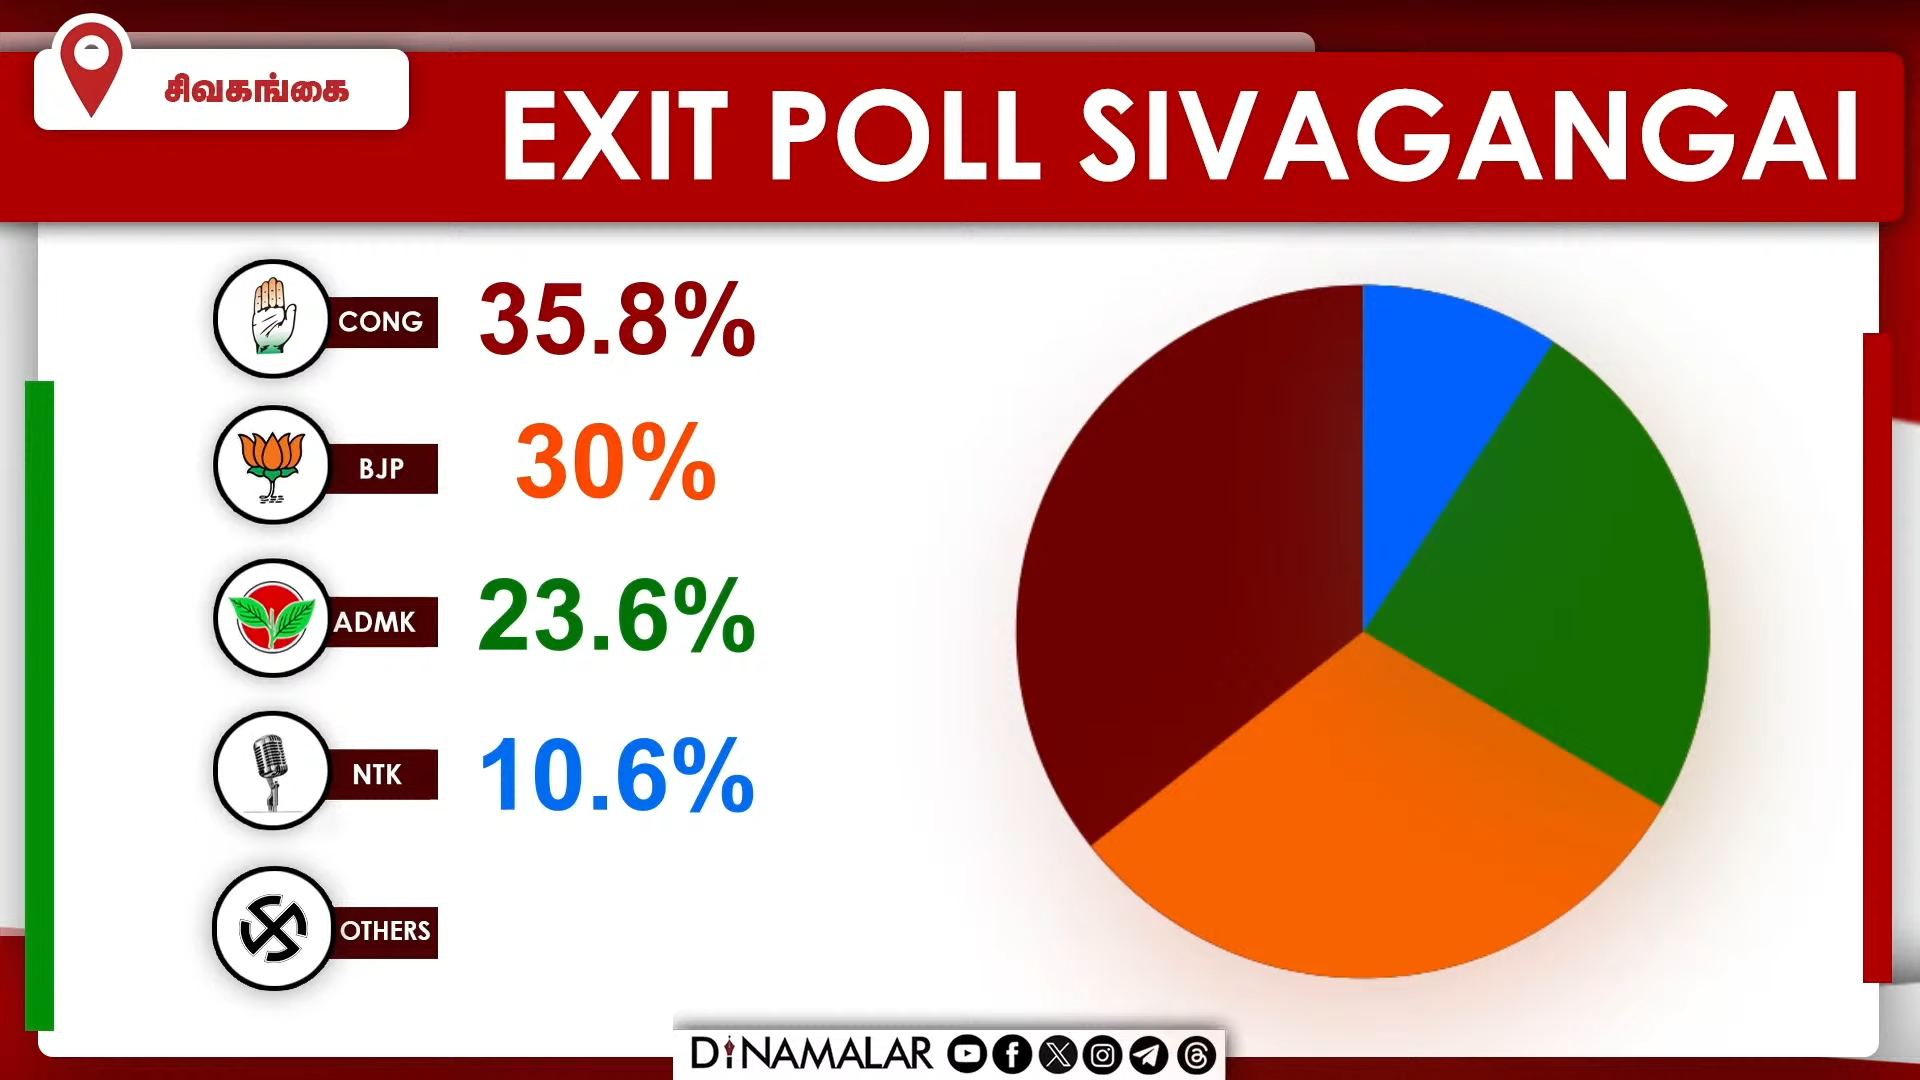 சிவகங்கை
EXIT POLL SIVAGANGAI
CONG 35.8%
BJP 30%
ADMK 23.6%
NTK 10.6%
OTHERS
DINAMALAR